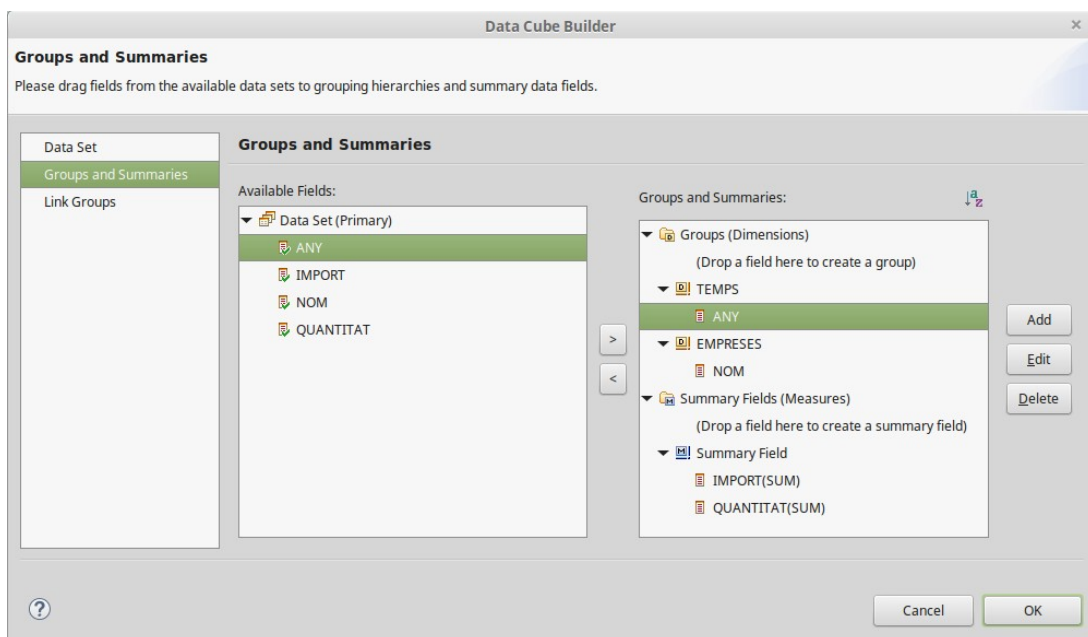 Data Cube Builder
×
Groups and Summaries
Please drag fields from the available data sets to grouping hierarchies and summary data fields.
Data Set
Groups and Summaries
Link Groups
Groups and Summaries
Available Fields:
Data Set (Primary)
ANY
IMPORT
NOM
QUANTITAT
>
<
Groups and Summaries:
a
z
Groups (Dimensions)
(Drop a field here to create a group)
TEMPS
ANY
EMPRESES
NOM
Summary Fields (Measures)
(Drop a field here to create a summary field)
Summary Field
IMPORT(SUM)
QUANTITAT(SUM)
Add
Edit
Delete
?
Cancel
OK